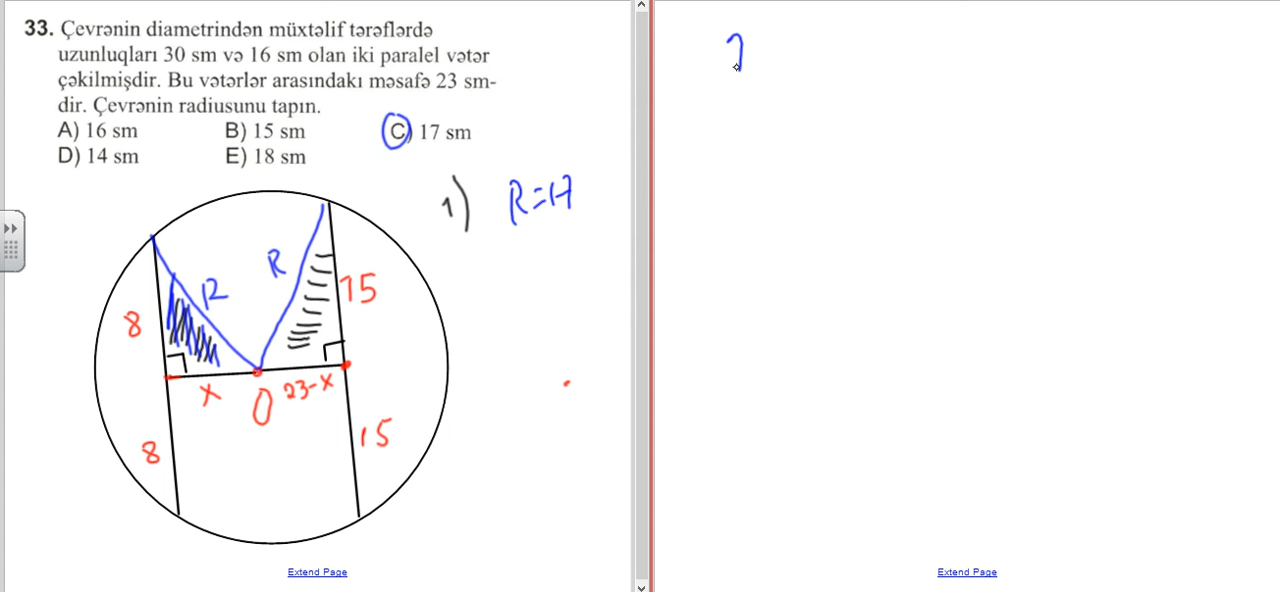 33. Çevrənin diametrindən müxtəlif tərəflərdə
uzunluqları 30 sm və 16 sm olan iki paralel vətər
çəkilmişdir. Bu vətərlər arasındakı məsafə 23 sm-
dir. Çevrənin radiusunu tapın.
A) 16 sm B) 15 sm C) 17 sm
D) 14 sm E) 18 sm
1) R=17
R
R
15
8
x
O
23-x
8
15
Extend Page
Extend Page